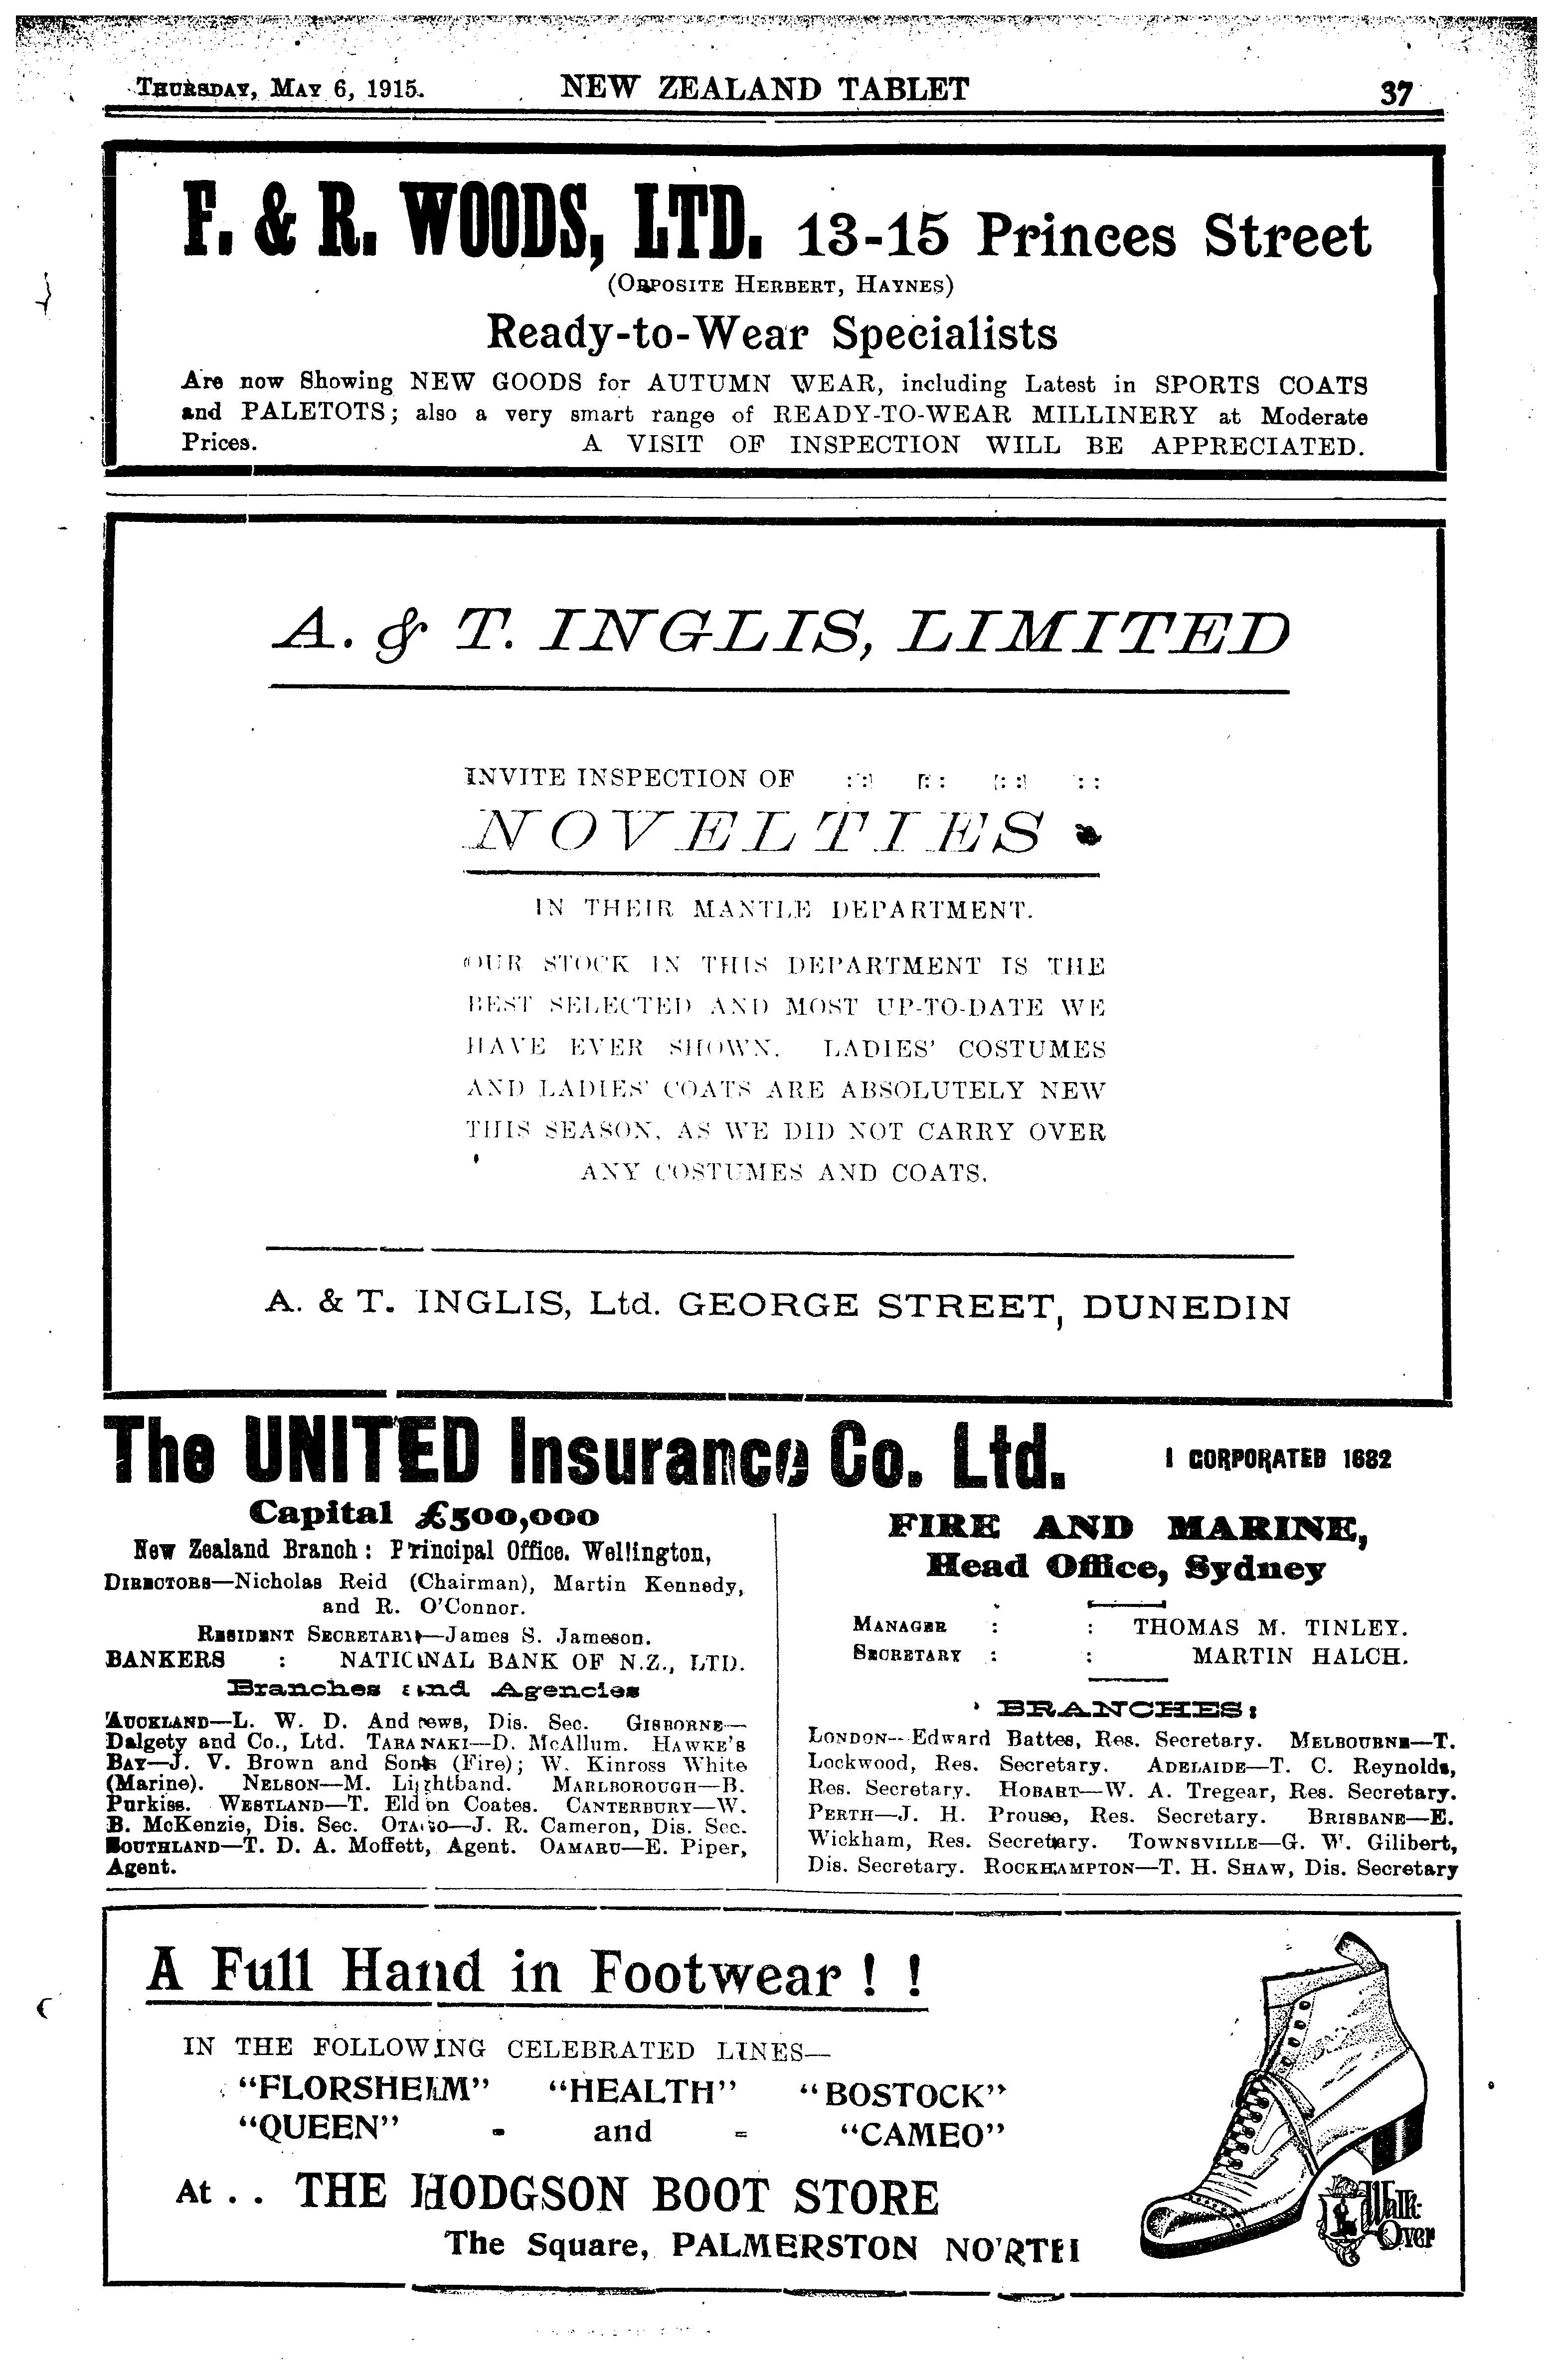 THURSDAY, MAY 6, 1915.
NEW ZEALAND TABLET
37
F. & R. WOODS, LTD. 13-15 Princes Street
(OPPOSITE HERBERT, HAYNES)
Ready-to-Wear Specialists
Are now Showing NEW GOODS for AUTUMN WEAR, including Latest in SPORTS COATS
and PALETOTS; also a very smart range of READY-TO-WEAR MILLINERY at Moderate
Prices. A VISIT OF INSPECTION WILL BE APPRECIATED.
A. & T. INGLIS, LIMITED
INVITE INSPECTION OF :: :: :: ::
NOVELTIES
IN THEIR MANTLE DEPARTMENT.
OUR STOCK IN THIS DEPARTMENT IS THE
BEST SELECTED AND MOST UP-TO-DATE WE
HAVE EVER SHOWN. LADIES' COSTUMES
AND LADIES' COATS ARE ABSOLUTELY NEW
THIS SEASON, AS WE DID NOT CARRY OVER
ANY COSTUMES AND COATS.
A. & T. INGLIS, Ltd. GEORGE STREET, DUNEDIN
The UNITED Insurance Co. Ltd. I CORPORATED 1682
Capital £500,000
New Zealand Branch: Principal Office, Wellington,
DIRECTORS—Nicholas Reid (Chairman), Martin Kennedy,
and R. O'Connor.
RESIDENT SECRETARY—James S. Jameson.
BANKERS : NATIONAL BANK OF N.Z., LTD.
Branches and Agencies
AUCKLAND—L. W. D. Andrews, Dis. Sec. GISBORNE—
Dalgety and Co., Ltd. TARANAKI—D. McAllum. HAWKE'S
BAY—J. V. Brown and Sons (Fire); W. Kinross White
(Marine). NELSON—M. Lightband. MARLBOROUGH—B.
Purkiss. WESTLAND—T. Eldon Coates. CANTERBURY—W.
B. McKenzie, Dis. Sec. OTAGO—J. R. Cameron, Dis. Sec.
SOUTHLAND—T. D. A. Moffett, Agent. OAMARU—E. Piper,
Agent.
FIRE AND MARINE,
Head Office, Sydney
MANAGER : : THOMAS M. TINLEY.
SECRETARY : : MARTIN HALCH.
BRANCHES:
LONDON—Edward Battes, Res. Secretary. MELBOURNE—T.
Lockwood, Res. Secretary. ADELAIDE—T. C. Reynolds,
Res. Secretary. HOBART—W. A. Tregear, Res. Secretary.
PERTH—J. H. Prouse, Res. Secretary. BRISBANE—E.
Wickham, Res. Secretary. TOWNSVILLE—G. W. Gilibert,
Dis. Secretary. ROCKHAMPTON—T. H. SHAW, Dis. Secretary
A Full Hand in Footwear ! !
IN THE FOLLOWING CELEBRATED LINES—
“FLORSHEIM” “HEALTH” “BOSTOCK”
“QUEEN” - and - “CAMEO”
At . . THE HODGSON BOOT STORE
The Square, PALMERSTON NORTH
Walk-
Over